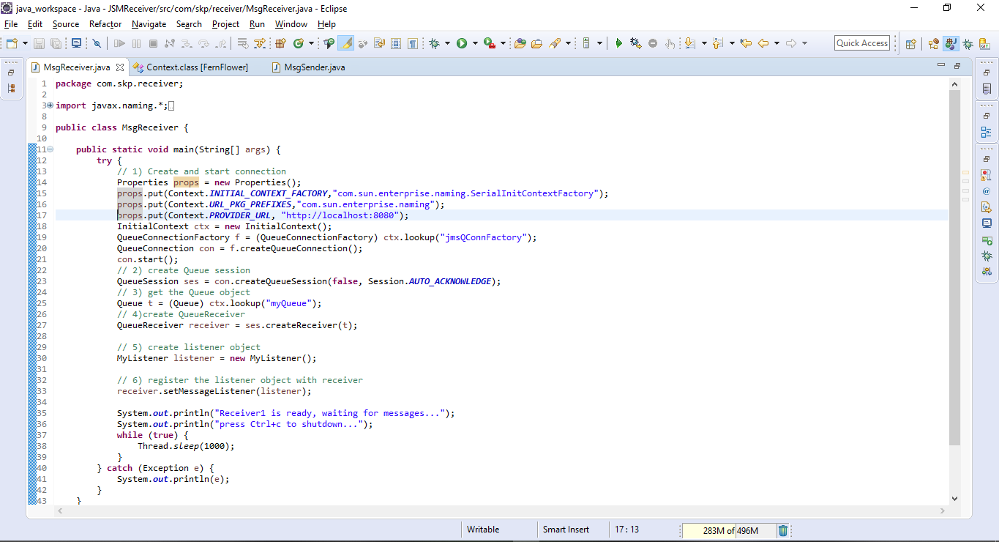 java_workspace - Java - JSMReceiver/src/com/skp/receiver/MsgReceiver.java - Eclipse
File Edit Source Refactor Navigate Search Project Run Window Help
Quick Access
MsgReceiver.java Context.class [FernFlower] MsgSender.java
1 package com.skp.receiver;
2
3 import javax.naming.*;
8
9 public class MsgReceiver {
10
11 public static void main(String[] args) {
12 try {
13 // 1) Create and start connection
14 Properties props = new Properties();
15 props.put(Context.INITIAL_CONTEXT_FACTORY,"com.sun.enterprise.naming.SerialInitContextFactory");
16 props.put(Context.URL_PKG_PREFIXES,"com.sun.enterprise.naming");
17 props.put(Context.PROVIDER_URL, "http://localhost:8080");
18 InitialContext ctx = new InitialContext();
19 QueueConnectionFactory f = (QueueConnectionFactory) ctx.lookup("jmsQConnFactory");
20 QueueConnection con = f.createQueueConnection();
21 con.start();
22 // 2) create Queue session
23 QueueSession ses = con.createQueueSession(false, Session.AUTO_ACKNOWLEDGE);
24 // 3) get the Queue object
25 Queue t = (Queue) ctx.lookup("myQueue");
26 // 4)create QueueReceiver
27 QueueReceiver receiver = ses.createReceiver(t);
28
29 // 5) create listener object
30 MyListener listener = new MyListener();
31
32 // 6) register the listener object with receiver
33 receiver.setMessageListener(listener);
34
35 System.out.println("Receiver1 is ready, waiting for messages...");
36 System.out.println("press Ctrl+c to shutdown...");
37 while (true) {
38 Thread.sleep(1000);
39 }
40 } catch (Exception e) {
41 System.out.println(e);
42 }
43 }
Writable Smart Insert 17 : 13 283M of 496M